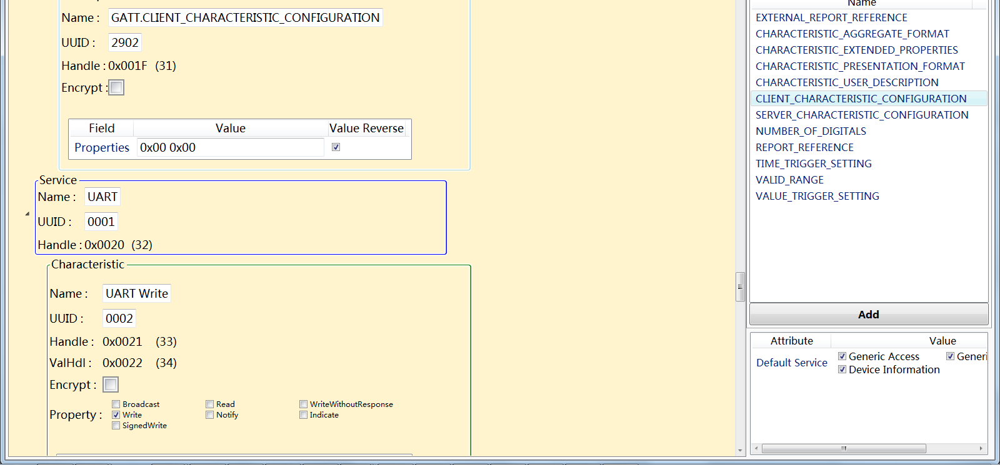 Name : GATT.CLIENT_CHARACTERISTIC_CONFIGURATION
UUID : 2902
Handle : 0x001F (31)
Encrypt :
Field Value Value Reverse
Properties 0x00 0x00
Service
Name : UART
UUID : 0001
Handle : 0x0020 (32)
Characteristic
Name : UART Write
UUID : 0002
Handle : 0x0021 (33)
ValHdl : 0x0022 (34)
Encrypt :
Property :
Broadcast Read WriteWithoutResponse
Write Notify Indicate
SignedWrite
Name
EXTERNAL_REPORT_REFERENCE
CHARACTERISTIC_AGGREGATE_FORMAT
CHARACTERISTIC_EXTENDED_PROPERTIES
CHARACTERISTIC_PRESENTATION_FORMAT
CHARACTERISTIC_USER_DESCRIPTION
CLIENT_CHARACTERISTIC_CONFIGURATION
SERVER_CHARACTERISTIC_CONFIGURATION
NUMBER_OF_DIGITALS
REPORT_REFERENCE
TIME_TRIGGER_SETTING
VALID_RANGE
VALUE_TRIGGER_SETTING
Add
Attribute Value
Default Service
Generic Access Generi
Device Information